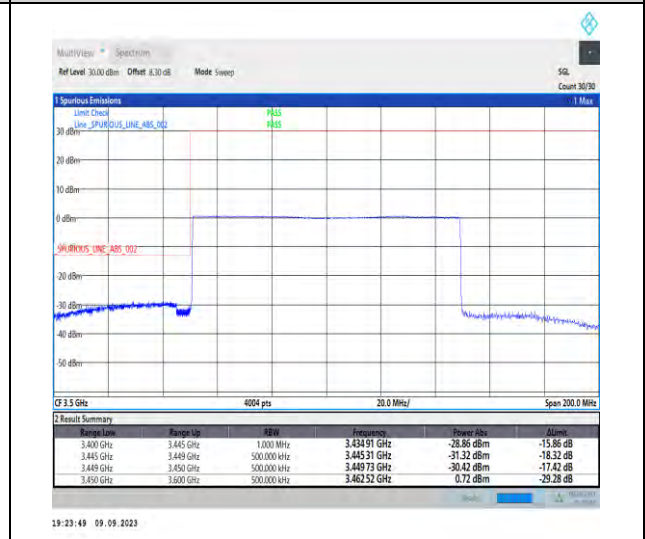 MultiView Spectrum
Ref Level 30.00 dBm Offset 8.30 dB Mode Sweep SGL
Count 30/30
1 Spurious Emissions 1 Max
Limit Check PASS
Line _SPURIOUS_LINE_ABS_002 PASS
30 dBm
20 dBm
10 dBm
0 dBm
_SPURIOUS_LINE_ABS_002
-20 dBm
-30 dBm
-40 dBm
-50 dBm
CF 3.5 GHz 4004 pts 20.0 MHz/ Span 200.0 MHz
2 Result Summary
Range Low Range Up RBW Frequency Power Abs ΔLimit
3.400 GHz 3.445 GHz 1.000 MHz 3.434 91 GHz -28.86 dBm -15.86 dB
3.445 GHz 3.449 GHz 500.000 kHz 3.445 31 GHz -31.32 dBm -18.32 dB
3.449 GHz 3.450 GHz 500.000 kHz 3.449 73 GHz -30.42 dBm -17.42 dB
3.450 GHz 3.600 GHz 500.000 kHz 3.462 52 GHz 0.72 dBm -29.28 dB
19:23:49 09.09.2023